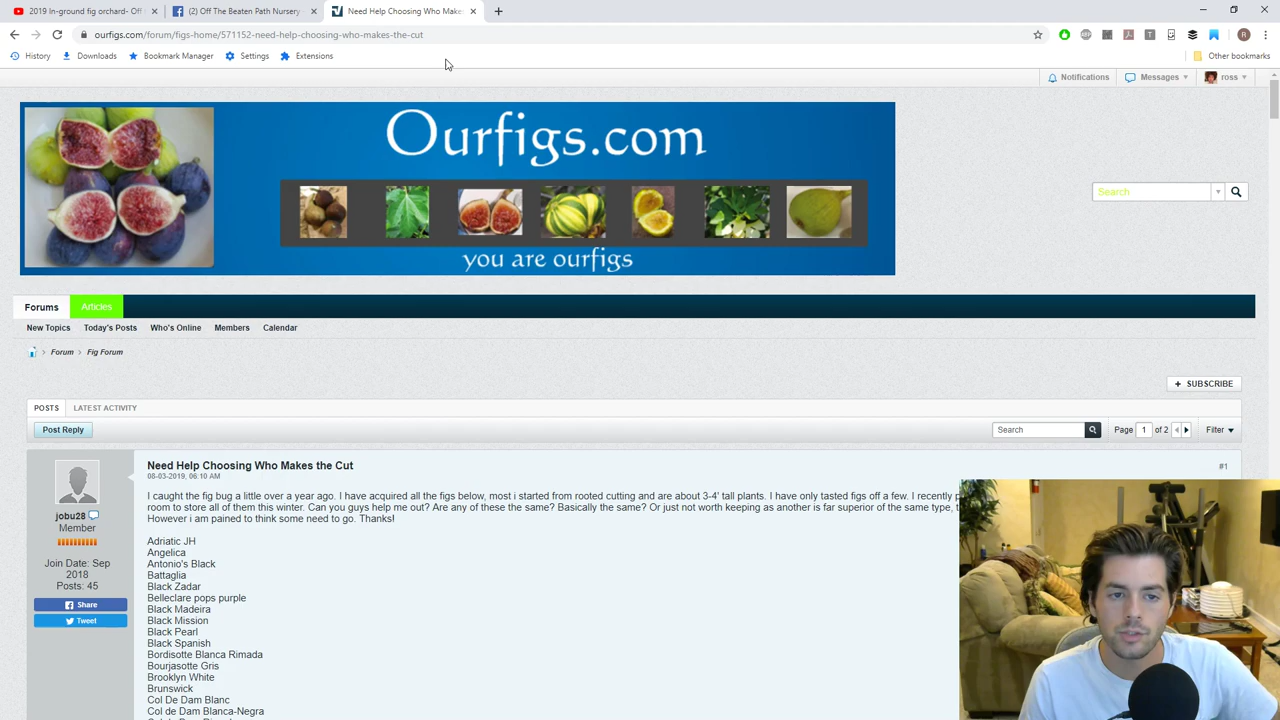 2019 In-ground fig orchard- Off
(2) Off The Beaten Path Nursery
Need Help Choosing Who Make
ourfigs.com/forum/figs-home/571152-need-help-choosing-who-makes-the-cut
R
History
Downloads
Bookmark Manager
Settings
Extensions
Other bookmarks
Notifications
Messages
ross
Ourfigs.com
you are ourfigs
Search
Forums
Articles
New Topics
Today's Posts
Who's Online
Members
Calendar
Forum
Fig Forum
+ SUBSCRIBE
POSTS
LATEST ACTIVITY
Post Reply
Search
Page 1 of 2
Filter
Need Help Choosing Who Makes the Cut
#1
08-03-2019, 06:10 AM
I caught the fig bug a little over a year ago. I have acquired all the figs below, most i started from rooted cutting and are about 3-4' tall plants. I have only tasted figs off a few. I recently
room to store all of them this winter. Can you guys help me out? Are any of these the same? Basically the same? Or just not worth keeping as another is far superior of the same type,
However i am pained to think some need to go. Thanks!
jobu28
Member
Join Date: Sep
2018
Posts: 45
Share
Tweet
Adriatic JH
Angelica
Antonio's Black
Battaglia
Black Zadar
Belleclare pops purple
Black Madeira
Black Mission
Black Pearl
Black Spanish
Bordisotte Blanca Rimada
Bourjasotte Gris
Brooklyn White
Brunswick
Col De Dam Blanc
Col de Dam Blanca-Negra